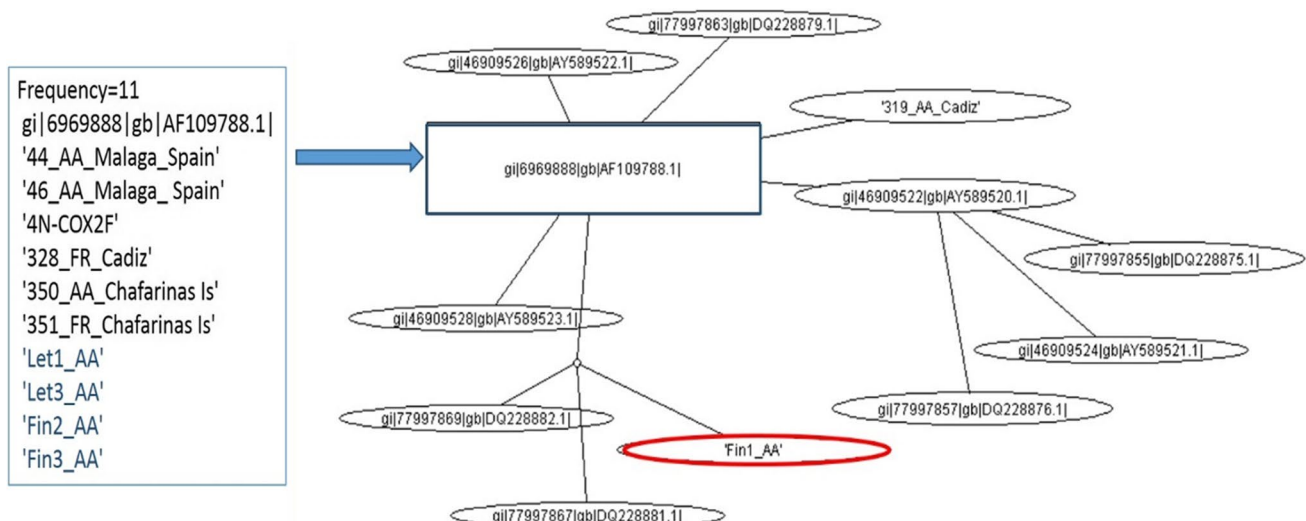 Frequency=11
gi|6969888|gb|AF109788.1|
'44_AA_Malaga_Spain'
'46_AA_Malaga_ Spain'
'4N-COX2F'
'328_FR_Cadiz'
'350_AA_Chafarinas Is'
'351_FR_Chafarinas Is'
'Let1_AA'
'Let3_AA'
'Fin2_AA'
'Fin3_AA'
gi|77997863|gb|DQ228879.1|
gi|46909526|gb|AY589522.1|
'319_AA_Cadiz'
gi|6969888|gb|AF109788.1|
gi|46909522|gb|AY589520.1|
gi|77997855|gb|DQ228875.1|
gi|46909528|gb|AY589523.1|
gi|46909524|gb|AY589521.1|
gi|77997857|gb|DQ228876.1|
gi|77997869|gb|DQ228882.1|
'Fin1_AA'
gi|77997867|gb|DQ228881.1|